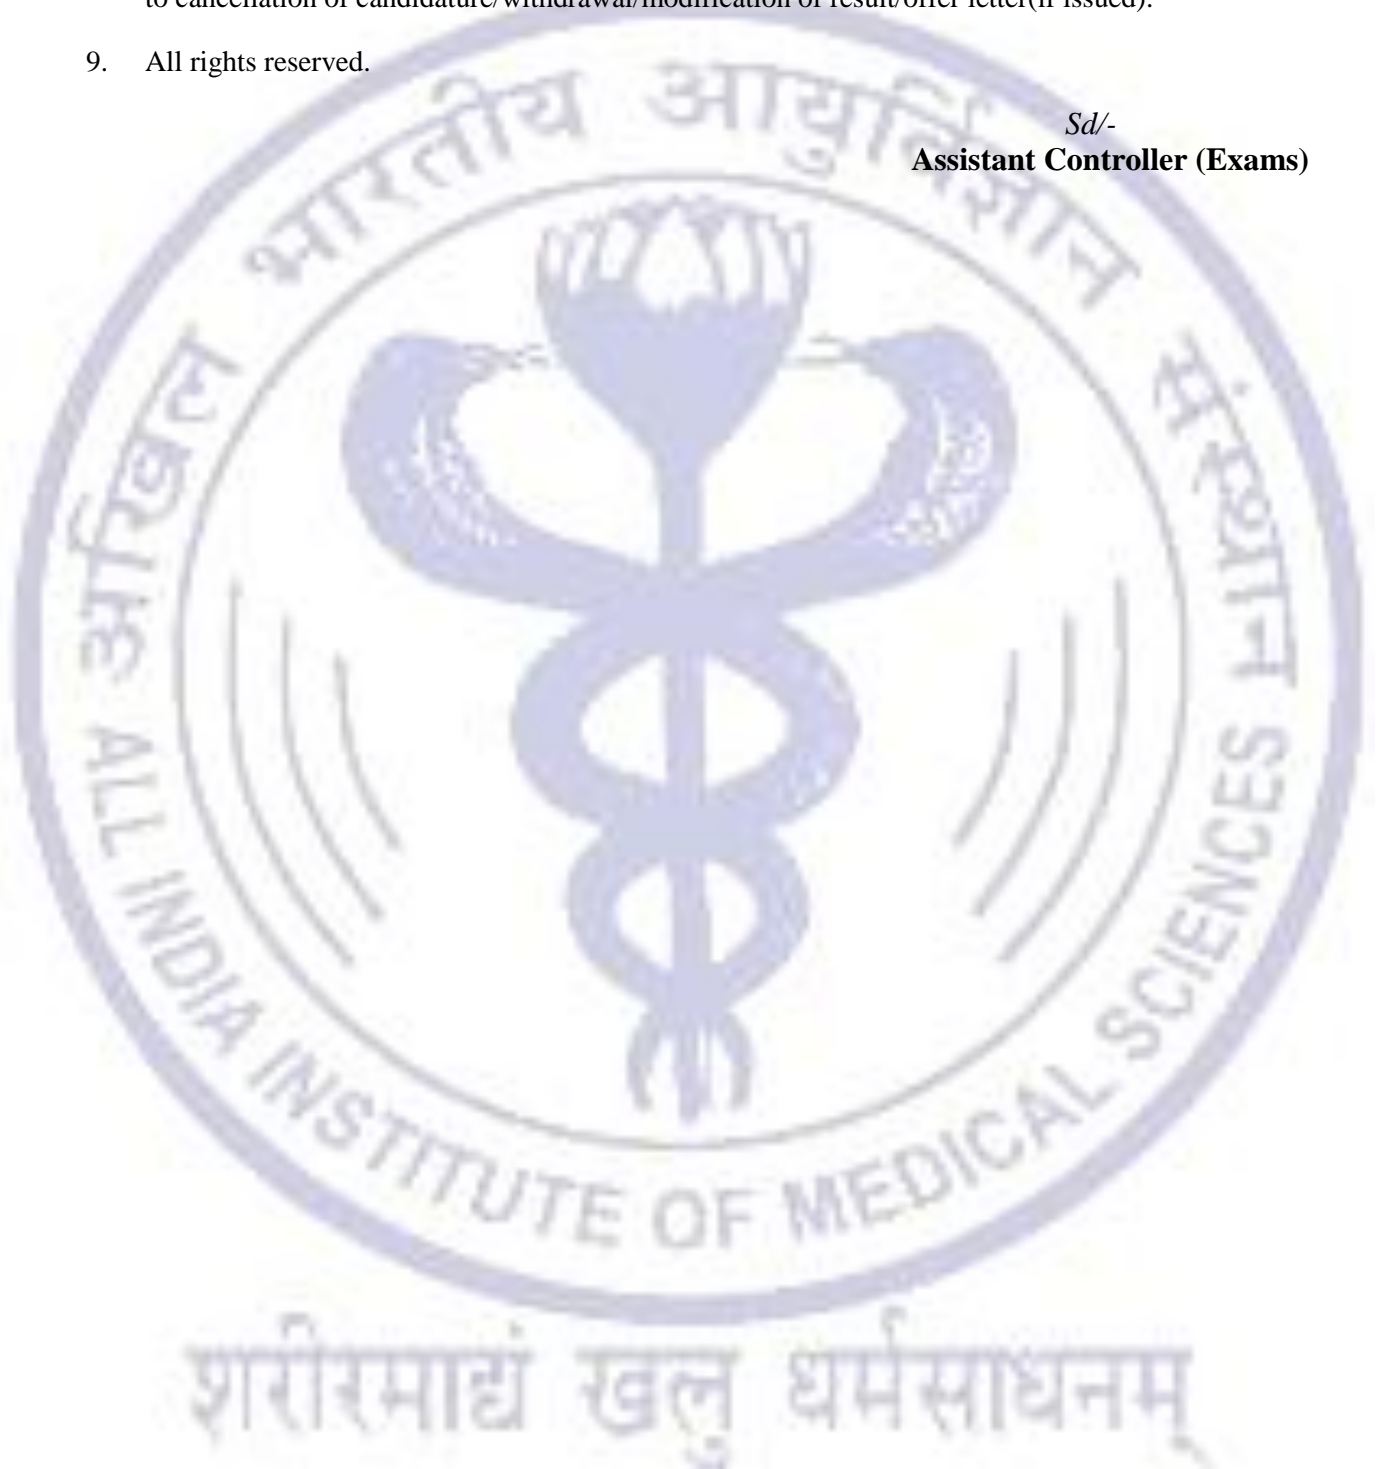 to cancellation of candidature/withdrawal/modification of result/offer letter(if issued).
9. All rights reserved.
Sd/-
Assistant Controller (Exams)
अखिल भारतीय आयुर्विज्ञान संस्थान
ALL INDIA INSTITUTE OF MEDICAL SCIENCES
शरीरमाद्यं खलु धर्मसाधनम्